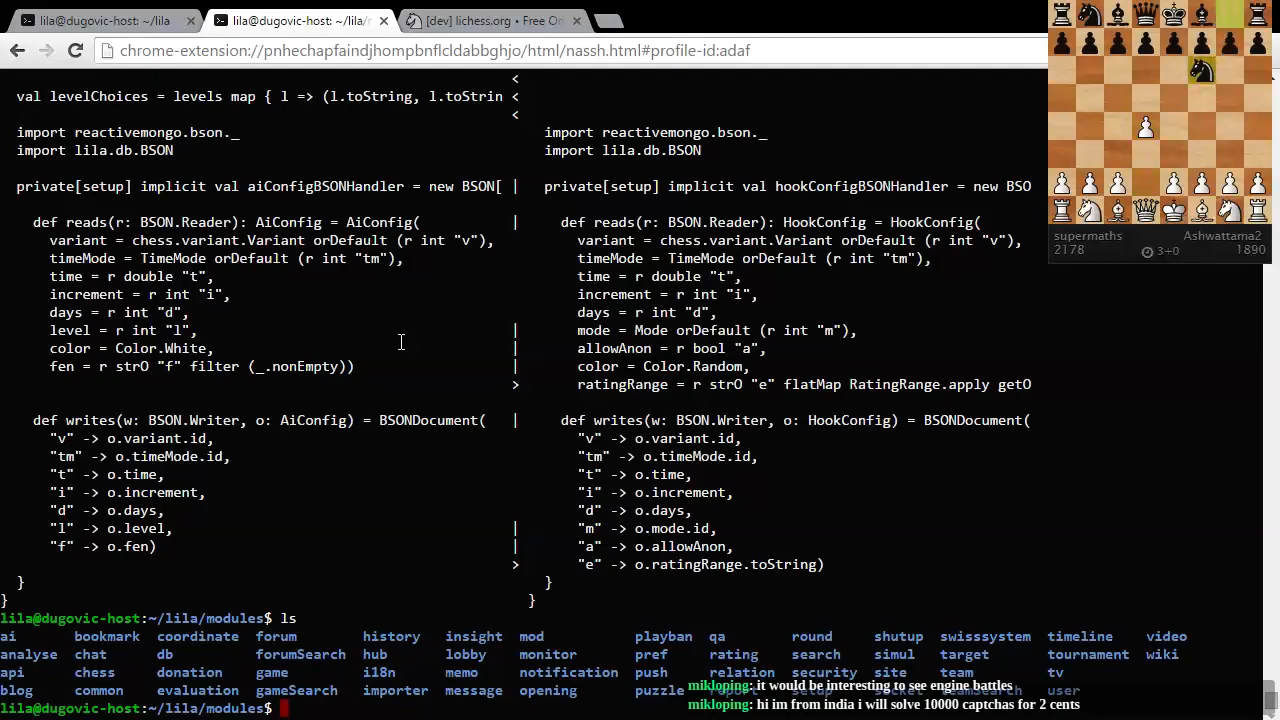 lila@dugovic-host: ~/lila lila@dugovic-host: ~/lila/r [dev] lichess.org • Free On
chrome-extension://pnhechapfaindjhompbnflcldabbghjo/html/nassh.html#profile-id:adaf
<
val levelChoices = levels map { l => (l.toString, l.toStrin <
<
import reactivemongo.bson._ import reactivemongo.bson._
import lila.db.BSON import lila.db.BSON
private[setup] implicit val aiConfigBSONHandler = new BSON[ | private[setup] implicit val hookConfigBSONHandler = new BSO
def reads(r: BSON.Reader): AiConfig = AiConfig( | def reads(r: BSON.Reader): HookConfig = HookConfig(
variant = chess.variant.Variant orDefault (r int "v"), variant = chess.variant.Variant orDefault (r int "v"),
timeMode = TimeMode orDefault (r int "tm"), timeMode = TimeMode orDefault (r int "tm"),
time = r double "t", time = r double "t",
increment = r int "i", increment = r int "i",
days = r int "d", days = r int "d",
level = r int "l", | mode = Mode orDefault (r int "m"),
color = Color.White, | allowAnon = r bool "a",
fen = r strO "f" filter (_.nonEmpty)) | color = Color.Random,
> ratingRange = r strO "e" flatMap RatingRange.apply getO
def writes(w: BSON.Writer, o: AiConfig) = BSONDocument( | def writes(w: BSON.Writer, o: HookConfig) = BSONDocument(
"v" -> o.variant.id, "v" -> o.variant.id,
"tm" -> o.timeMode.id, "tm" -> o.timeMode.id,
"t" -> o.time, "t" -> o.time,
"i" -> o.increment, "i" -> o.increment,
"d" -> o.days, "d" -> o.days,
"l" -> o.level, | "m" -> o.mode.id,
"f" -> o.fen) | "a" -> o.allowAnon,
> "e" -> o.ratingRange.toString)
} }
} }
lila@dugovic-host:~/lila/modules$ ls
ai bookmark coordinate forum history insight mod playban qa round shutup swisssystem timeline video
analyse chat db forumSearch hub lobby monitor pref rating search simul target tournament wiki
api chess donation game i18n memo notification push relation security site team tv
blog common evaluation gameSearch importer message opening puzzle report setup socket teamSearch user
lila@dugovic-host:~/lila/modules$
supermaths Ashwattama2
2178 3+0 1890
mikloping: it would be interesting to see engine battles
mikloping: hi im from india i will solve 10000 captchas for 2 cents